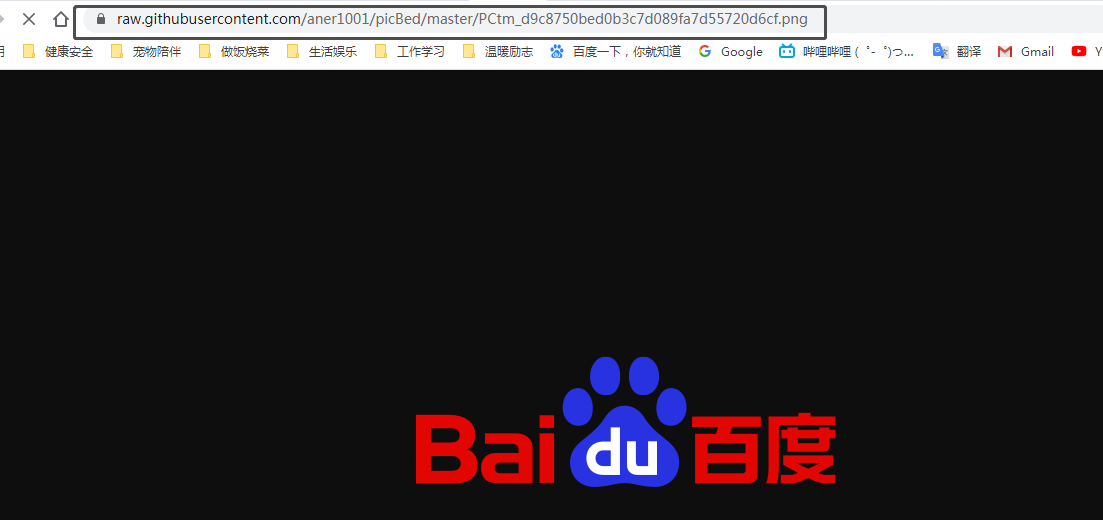 raw.githubusercontent.com/aner1001/picBed/master/PCtm_d9c8750bed0b3c7d089fa7d55720d6cf.png
健康安全 宠物陪伴 做饭烧菜 生活娱乐 工作学习 温暖励志 百度一下，你就知道 Google 哔哩哔哩 ( ゜- ゜)つ... 翻译 Gmail Y
Bai du 百度